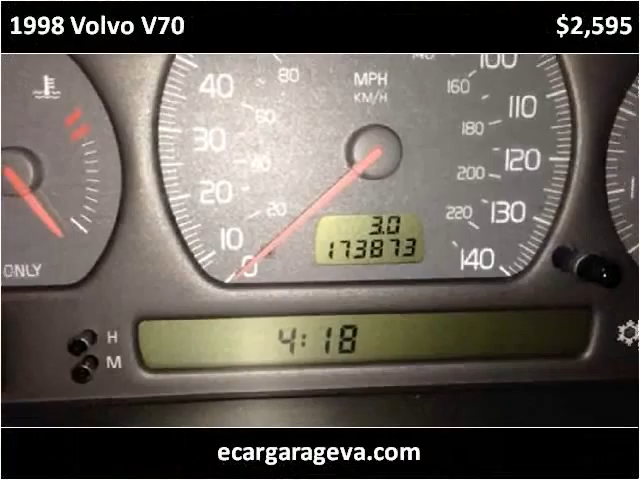 1998 Volvo V70 $2,595
140 100
80 MPH 160
40 KM/H 110
60 180
30 40 120
200
20 20 3.0 220 130
10 173873
ONLY 0 140
H 4:18
M
ecargarageva.com